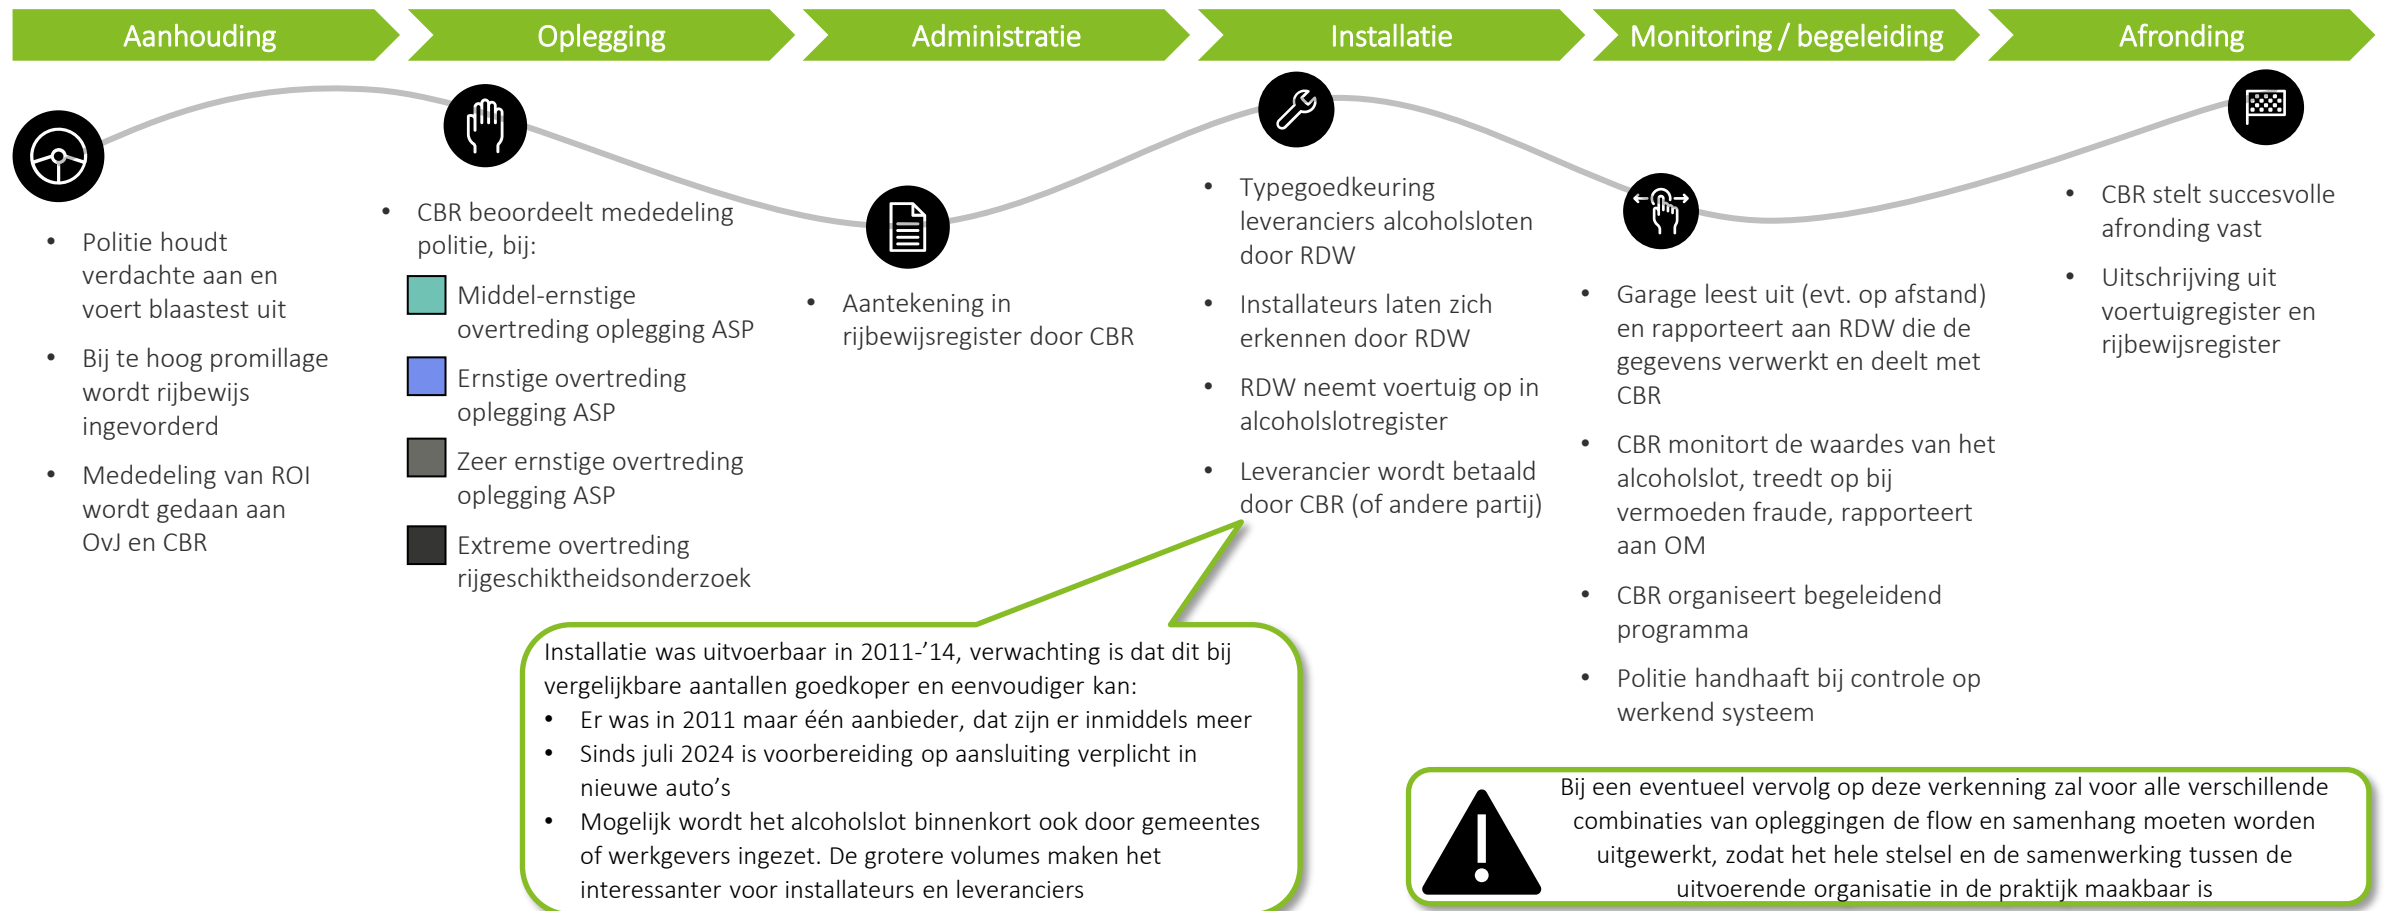 Aanhouding
Oplegging
Administratie
Installatie
Monitoring / begeleiding
Afronding
• Politie houdt
verdachte aan en
voert blaastest uit
• Bij te hoog promillage
wordt rijbewijs
ingevorderd
• Mededeling van ROI
wordt gedaan aan
OvJ en CBR
• CBR beoordeelt mededeling
politie, bij:
Middel-ernstige
overtreding oplegging ASP
Ernstige overtreding
oplegging ASP
Zeer ernstige overtreding
oplegging ASP
Extreme overtreding
rijgeschiktheidsonderzoek
• Aantekening in
rijbewijsregister door CBR
• Typegoedkeuring
leveranciers alcoholsloten
door RDW
• Installateurs laten zich
erkennen door RDW
• RDW neemt voertuig op in
alcoholslotregister
• Leverancier wordt betaald
door CBR (of andere partij)
• Garage leest uit (evt. op afstand)
en rapporteert aan RDW die de
gegevens verwerkt en deelt met
CBR
• CBR monitort de waardes van het
alcoholslot, treedt op bij
vermoeden fraude, rapporteert
aan OM
• CBR organiseert begeleidend
programma
• Politie handhaaft bij controle op
werkend systeem
• CBR stelt succesvolle
afronding vast
• Uitschrijving uit
voertuigregister en
rijbewijsregister
Installatie was uitvoerbaar in 2011-’14, verwachting is dat dit bij
vergelijkbare aantallen goedkoper en eenvoudiger kan:
• Er was in 2011 maar één aanbieder, dat zijn er inmiddels meer
• Sinds juli 2024 is voorbereiding op aansluiting verplicht in
nieuwe auto’s
• Mogelijk wordt het alcoholslot binnenkort ook door gemeentes
of werkgevers ingezet. De grotere volumes maken het
interessanter voor installateurs en leveranciers
Bij een eventueel vervolg op deze verkenning zal voor alle verschillende
combinaties van opleggingen de flow en samenhang moeten worden
uitgewerkt, zodat het hele stelsel en de samenwerking tussen de
uitvoerende organisatie in de praktijk maakbaar is